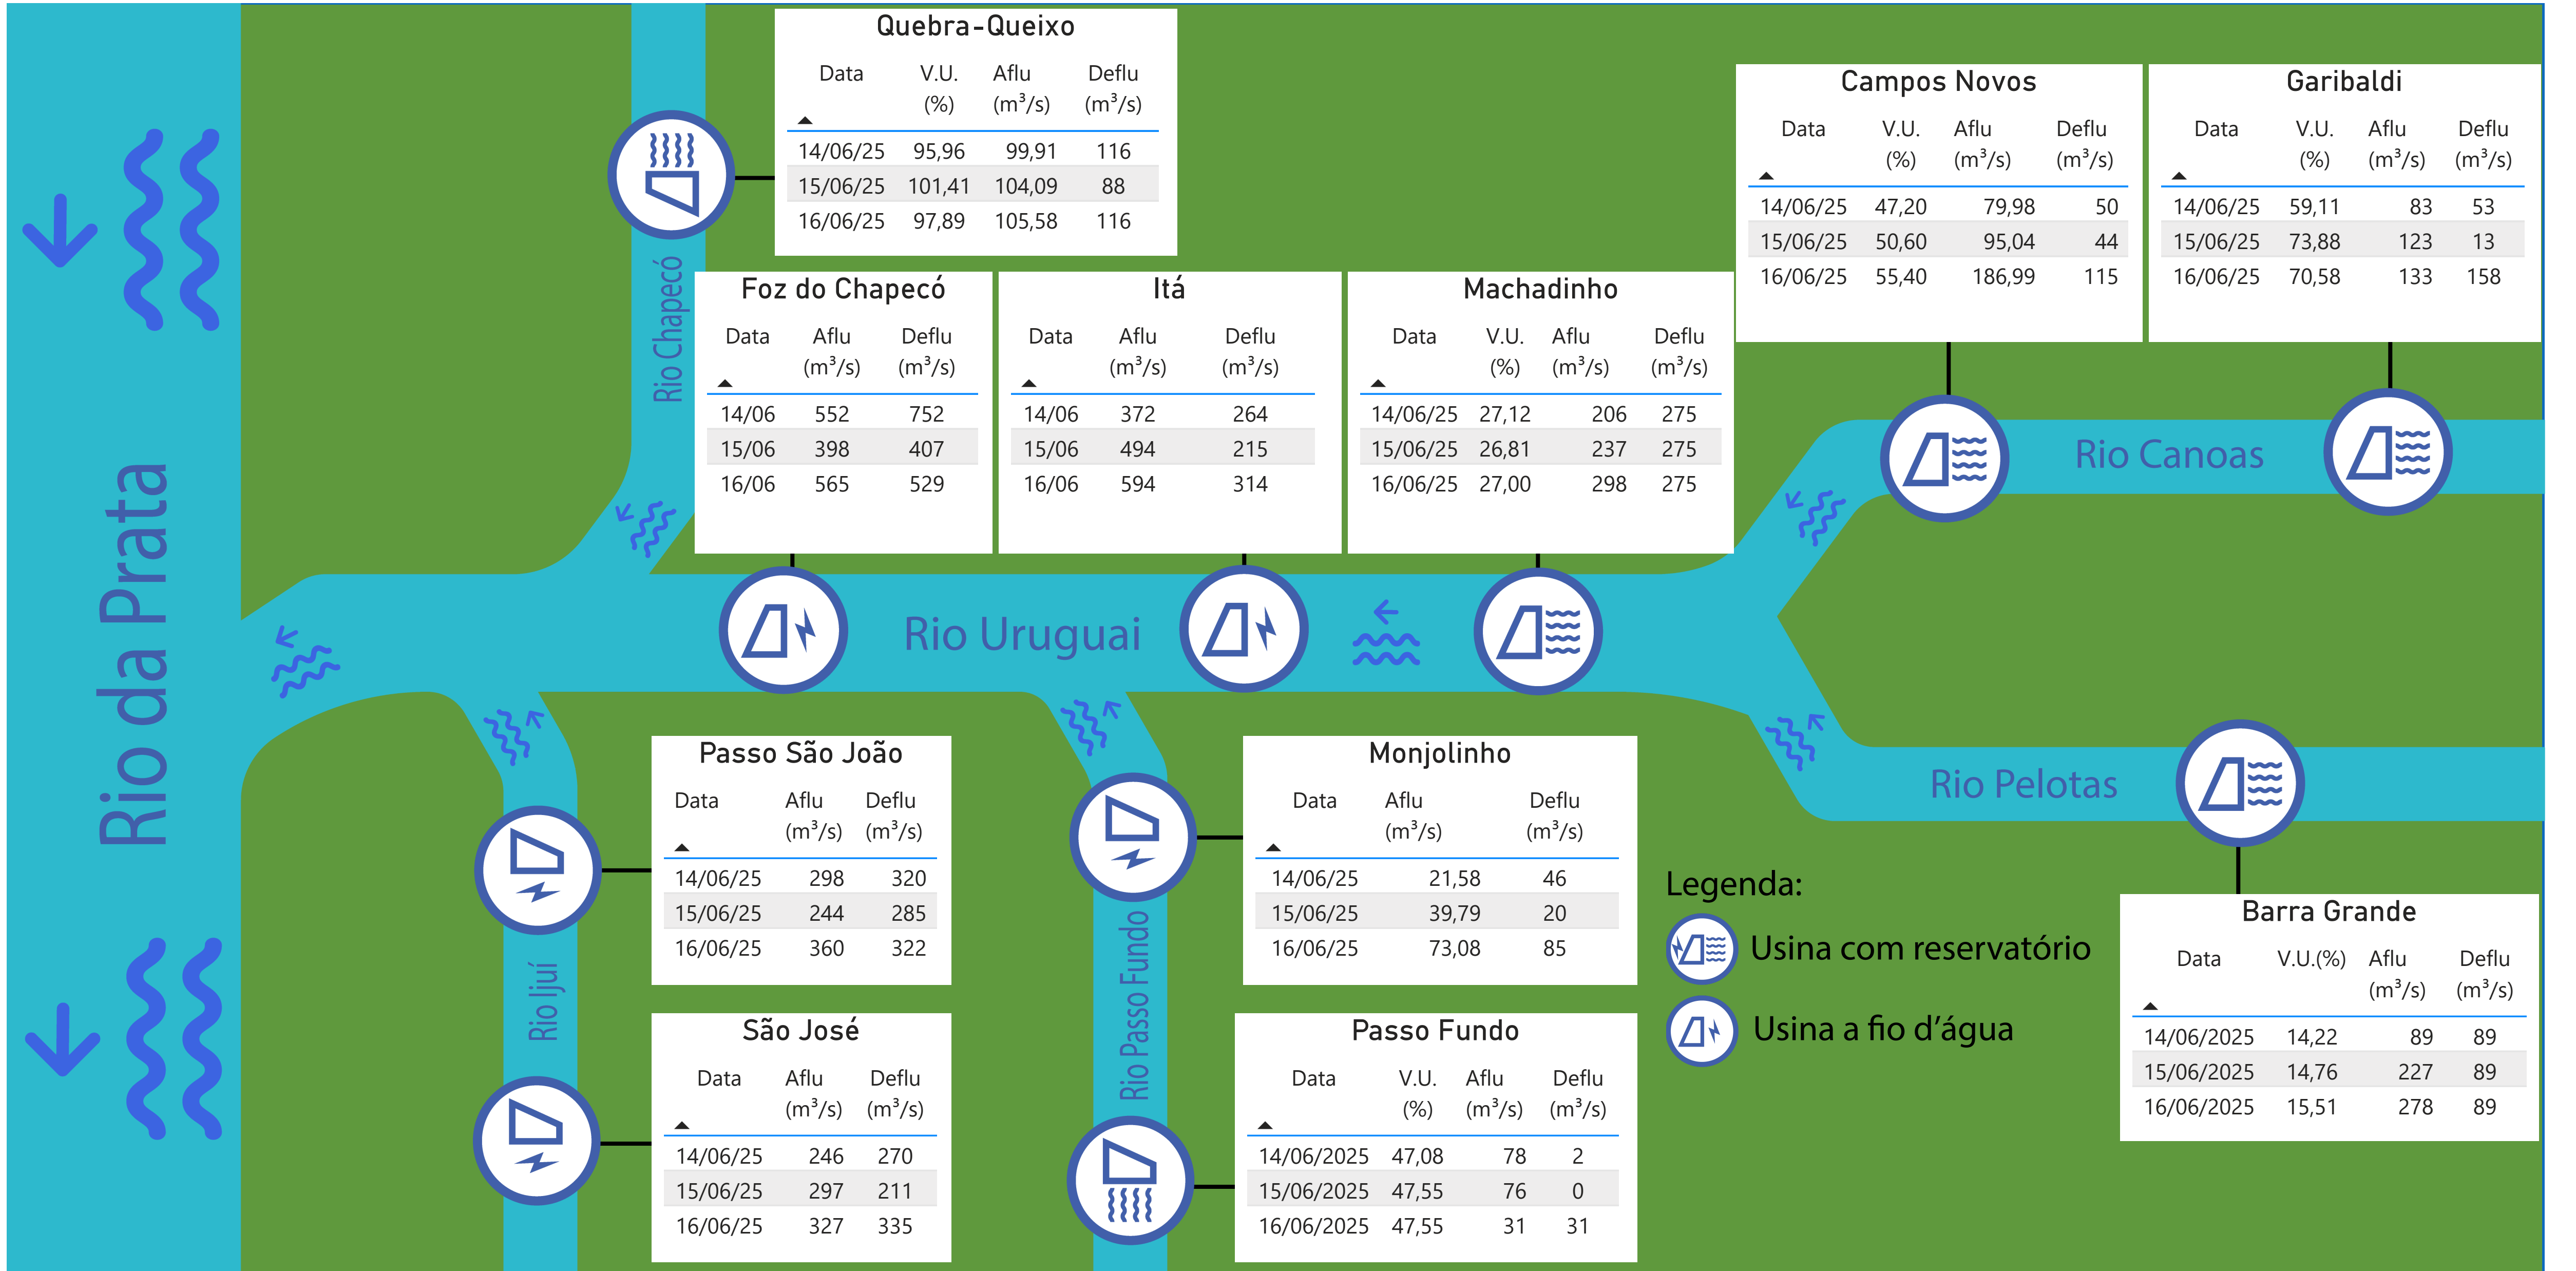 Quebra-Queixo
Data V.U. (%) Aflu (m³/s) Deflu (m³/s)
14/06/25 95,96 99,91 116
15/06/25 101,41 104,09 88
16/06/25 97,89 105,58 116
Campos Novos
Data V.U. (%) Aflu (m³/s) Deflu (m³/s)
14/06/25 47,20 79,98 50
15/06/25 50,60 95,04 44
16/06/25 55,40 186,99 115
Garibaldi
Data V.U. (%) Aflu (m³/s) Deflu (m³/s)
14/06/25 59,11 83 53
15/06/25 73,88 123 13
16/06/25 70,58 133 158
Rio Chapecó
Foz do Chapecó
Data Aflu (m³/s) Deflu (m³/s)
14/06 552 752
15/06 398 407
16/06 565 529
Itá
Data Aflu (m³/s) Deflu (m³/s)
14/06 372 264
15/06 494 215
16/06 594 314
Machadinho
Data V.U. (%) Aflu (m³/s) Deflu (m³/s)
14/06/25 27,12 206 275
15/06/25 26,81 237 275
16/06/25 27,00 298 275
Rio Canoas
Rio da Prata
Rio Uruguai
Rio Pelotas
Passo São João
Data Aflu (m³/s) Deflu (m³/s)
14/06/25 298 320
15/06/25 244 285
16/06/25 360 322
Monjolinho
Data Aflu (m³/s) Deflu (m³/s)
14/06/25 21,58 46
15/06/25 39,79 20
16/06/25 73,08 85
Legenda:
Usina com reservatório
Usina a fio d'água
Barra Grande
Data V.U.(%) Aflu (m³/s) Deflu (m³/s)
14/06/2025 14,22 89 89
15/06/2025 14,76 227 89
16/06/2025 15,51 278 89
Rio Ijuí
São José
Data Aflu (m³/s) Deflu (m³/s)
14/06/25 246 270
15/06/25 297 211
16/06/25 327 335
Rio Passo Fundo
Passo Fundo
Data V.U. (%) Aflu (m³/s) Deflu (m³/s)
14/06/2025 47,08 78 2
15/06/2025 47,55 76 0
16/06/2025 47,55 31 31